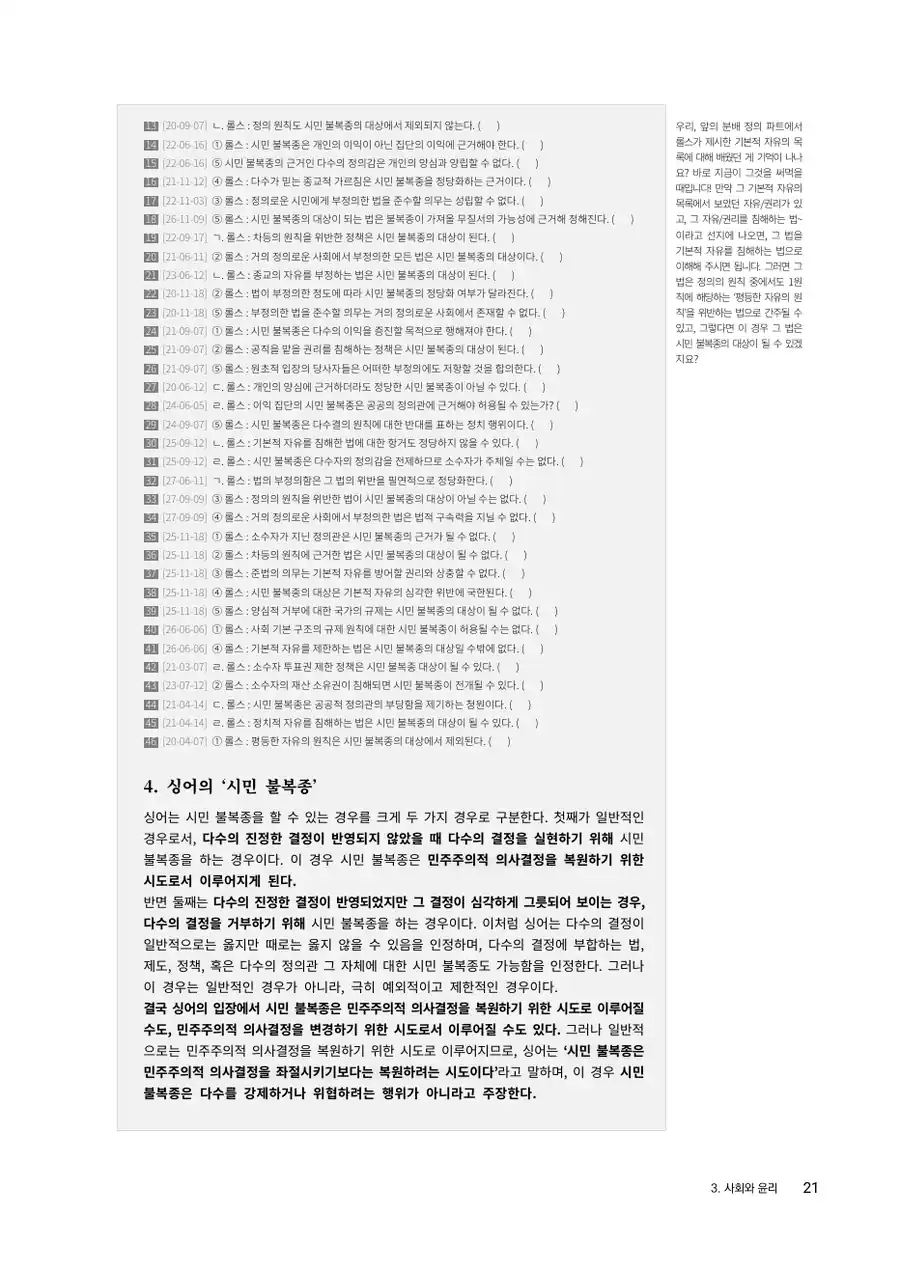 13 [20-09-07] ㄴ. 롤스 : 정의 원칙도 시민 불복종의 대상에서 제외되지 않는다. (      )
14 [22-06-16] ① 롤스 : 시민 불복종은 개인의 이익이 아닌 집단의 이익에 근거해야 한다. (      )
15 [22-06-16] ⑤ 시민 불복종의 근거인 다수의 정의감은 개인의 양심과 양립할 수 없다. (      )
16 [21-11-12] ④ 롤스 : 다수가 믿는 종교적 가르침은 시민 불복종을 정당화하는 근거이다. (      )
17 [22-11-03] ③ 롤스 : 정의로운 시민에게 부정의한 법을 준수할 의무는 성립할 수 없다. (      )
18 [26-11-09] ⑤ 롤스 : 시민 불복종의 대상이 되는 법은 불복종이 가져올 무질서의 가능성에 근거해 정해진다. (      )
19 [22-09-17] ㄱ. 롤스 : 차등의 원칙을 위반한 정책은 시민 불복종의 대상이 된다. (      )
20 [21-06-11] ② 롤스 : 거의 정의로운 사회에서 부정의한 모든 법은 시민 불복종의 대상이다. (      )
21 [23-06-12] ㄴ. 롤스 : 종교의 자유를 부정하는 법은 시민 불복종의 대상이 된다. (      )
22 [20-11-18] ② 롤스 : 법이 부정의한 정도에 따라 시민 불복종의 정당화 여부가 달라진다. (      )
23 [20-11-18] ⑤ 롤스 : 부정의한 법을 준수할 의무는 거의 정의로운 사회에서 존재할 수 없다. (      )
24 [21-09-07] ① 롤스 : 시민 불복종은 다수의 이익을 증진할 목적으로 행해져야 한다. (      )
25 [21-09-07] ② 롤스 : 공직을 맡을 권리를 침해하는 정책은 시민 불복종의 대상이 된다. (      )
26 [21-09-07] ⑤ 롤스 : 원초적 입장의 당사자들은 어떠한 부정의에도 저항할 것을 합의한다. (      )
27 [20-06-12] ㄷ. 롤스 : 개인의 양심에 근거하더라도 정당한 시민 불복종이 아닐 수 있다. (      )
28 [24-06-05] ㄹ. 롤스 : 이익 집단의 시민 불복종은 공공의 정의관에 근거해야 허용될 수 있는가? (      )
29 [24-09-07] ⑤ 롤스 : 시민 불복종은 다수결의 원칙에 대한 반대를 표하는 정치 행위이다. (      )
30 [25-09-12] ㄴ. 롤스 : 기본적 자유를 침해한 법에 대한 항거도 정당하지 않을 수 있다. (      )
31 [25-09-12] ㄹ. 롤스 : 시민 불복종은 다수자의 정의감을 전제하므로 소수자가 주체일 수는 없다. (      )
32 [27-06-11] ㄱ. 롤스 : 법의 부정의함은 그 법의 위반을 필연적으로 정당화한다. (      )
33 [27-09-09] ③ 롤스 : 정의의 원칙을 위반한 법이 시민 불복종의 대상이 아닐 수는 없다. (      )
34 [27-09-09] ④ 롤스 : 거의 정의로운 사회에서 부정의한 법은 법적 구속력을 지닐 수 없다. (      )
35 [25-11-18] ① 롤스 : 소수자가 지닌 정의관은 시민 불복종의 근거가 될 수 없다. (      )
36 [25-11-18] ② 롤스 : 차등의 원칙에 근거한 법은 시민 불복종의 대상이 될 수 없다. (      )
37 [25-11-18] ③ 롤스 : 준법의 의무는 기본적 자유를 방어할 권리와 상충할 수 없다. (      )
38 [25-11-18] ④ 롤스 : 시민 불복종의 대상은 기본적 자유의 심각한 위반에 국한된다. (      )
39 [25-11-18] ⑤ 롤스 : 양심적 거부에 대한 국가의 규제는 시민 불복종의 대상이 될 수 없다. (      )
40 [26-06-06] ① 롤스 : 사회 기본 구조의 규제 원칙에 대한 시민 불복종이 허용될 수는 없다. (      )
41 [26-06-06] ④ 롤스 : 기본적 자유를 제한하는 법은 시민 불복종의 대상일 수밖에 없다. (      )
42 [21-03-07] ㄹ. 롤스 : 소수자 투표권 제한 정책은 시민 불복종 대상이 될 수 있다. (      )
43 [23-07-12] ② 롤스 : 소수자의 재산 소유권이 침해되면 시민 불복종이 전개될 수 있다. (      )
44 [21-04-14] ㄷ. 롤스 : 시민 불복종은 공공적 정의관의 부당함을 제기하는 청원이다. (      )
45 [21-04-14] ㄹ. 롤스 : 정치적 자유를 침해하는 법은 시민 불복종의 대상이 될 수 있다. (      )
46 [20-04-07] ① 롤스 : 평등한 자유의 원칙은 시민 불복종의 대상에서 제외된다. (      )
우리, 앞의 분배 정의 파트에서
롤스가 제시한 기본적 자유의 목
록에 대해 배웠던 게 기억이 나나
요? 바로 지금이 그것을 써먹을
때입니다! 만약 그 기본적 자유의
목록에서 보았던 자유/권리가 있
고, 그 자유/권리를 침해하는 법~
이라고 선지에 나오면, 그 법을
기본적 자유를 침해하는 법으로
이해해 주시면 됩니다. 그러면 그
법은 정의의 원칙 중에서도 1원
칙에 해당하는 ‘평등한 자유의 원
칙’을 위반하는 법으로 간주될 수
있고, 그렇다면 이 경우 그 법은
시민 불복종의 대상이 될 수 있겠
지요?
4. 싱어의 ‘시민 불복종’
싱어는 시민 불복종을 할 수 있는 경우를 크게 두 가지 경우로 구분한다. 첫째가 일반적인
경우로서, 다수의 진정한 결정이 반영되지 않았을 때 다수의 결정을 실현하기 위해 시민
불복종을 하는 경우이다. 이 경우 시민 불복종은 민주주의적 의사결정을 복원하기 위한
시도로서 이루어지게 된다.
반면 둘째는 다수의 진정한 결정이 반영되었지만 그 결정이 심각하게 그릇되어 보이는 경우,
다수의 결정을 거부하기 위해 시민 불복종을 하는 경우이다. 이처럼 싱어는 다수의 결정이
일반적으로는 옳지만 때로는 옳지 않을 수 있음을 인정하며, 다수의 결정에 부합하는 법,
제도, 정책, 혹은 다수의 정의관 그 자체에 대한 시민 불복종도 가능함을 인정한다. 그러나
이 경우는 일반적인 경우가 아니라, 극히 예외적이고 제한적인 경우이다.
결국 싱어의 입장에서 시민 불복종은 민주주의적 의사결정을 복원하기 위한 시도로 이루어질
수도, 민주주의적 의사결정을 변경하기 위한 시도로서 이루어질 수도 있다. 그러나 일반적
으로는 민주주의적 의사결정을 복원하기 위한 시도로 이루어지므로, 싱어는 ‘시민 불복종은
민주주의적 의사결정을 좌절시키기보다는 복원하려는 시도이다’라고 말하며, 이 경우 시민
불복종은 다수를 강제하거나 위협하려는 행위가 아니라고 주장한다.
3. 사회와 윤리 21